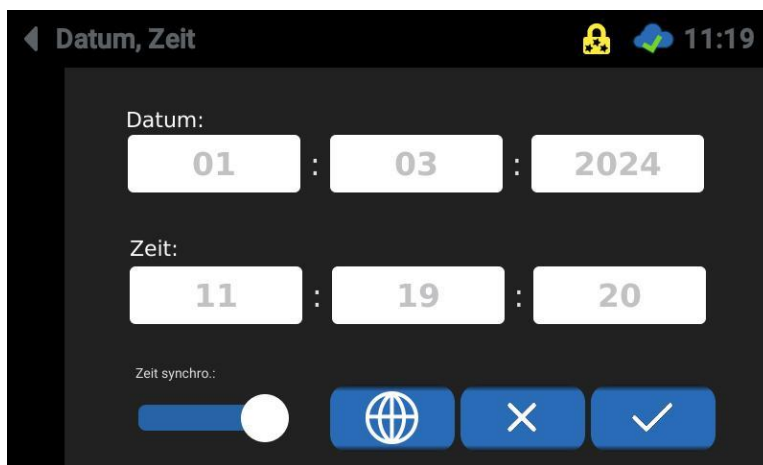 Datum, Zeit 11:19
Datum:
01 : 03 : 2024
Zeit:
11 : 19 : 20
Zeit synchro.: